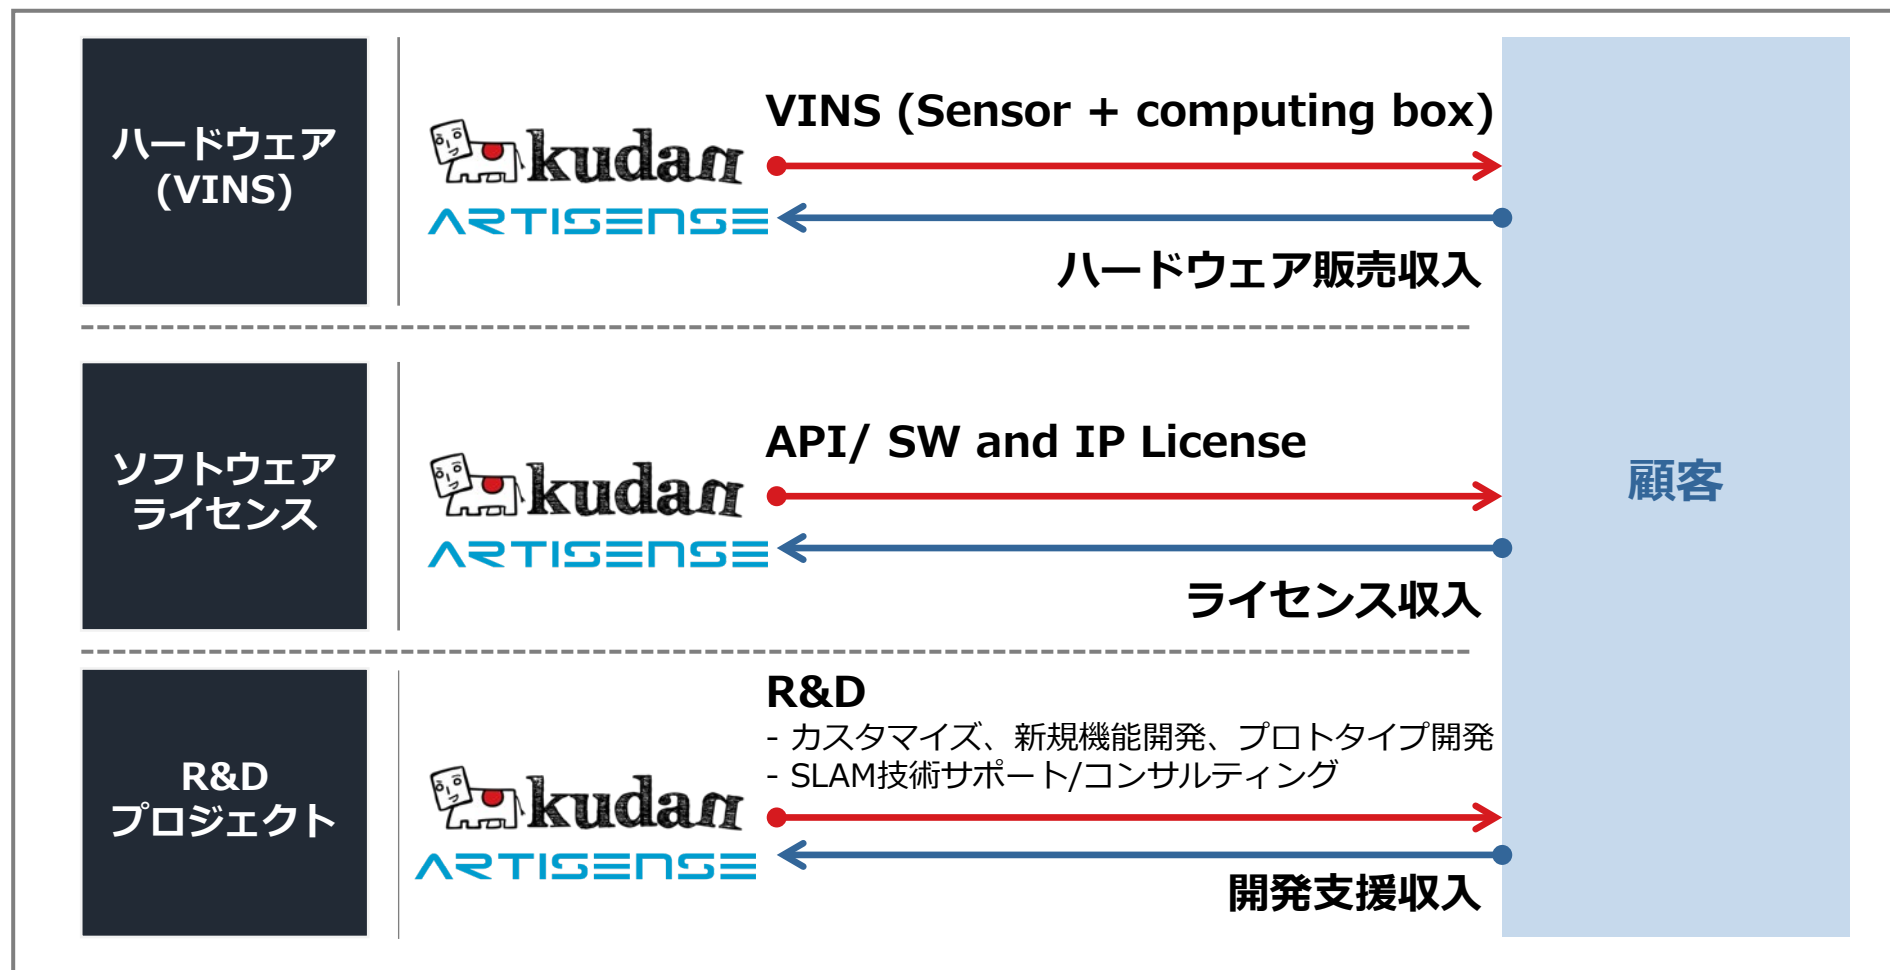 ハードウェア
(VINS)
kudan
ARTISENSE
VINS (Sensor + computing box)
ハードウェア販売収入
ソフトウェア
ライセンス
kudan
ARTISENSE
API/ SW and IP License
ライセンス収入
顧客
R&D
プロジェクト
kudan
ARTISENSE
R&D
- カスタマイズ、新規機能開発、プロトタイプ開発
- SLAM技術サポート/コンサルティング
開発支援収入